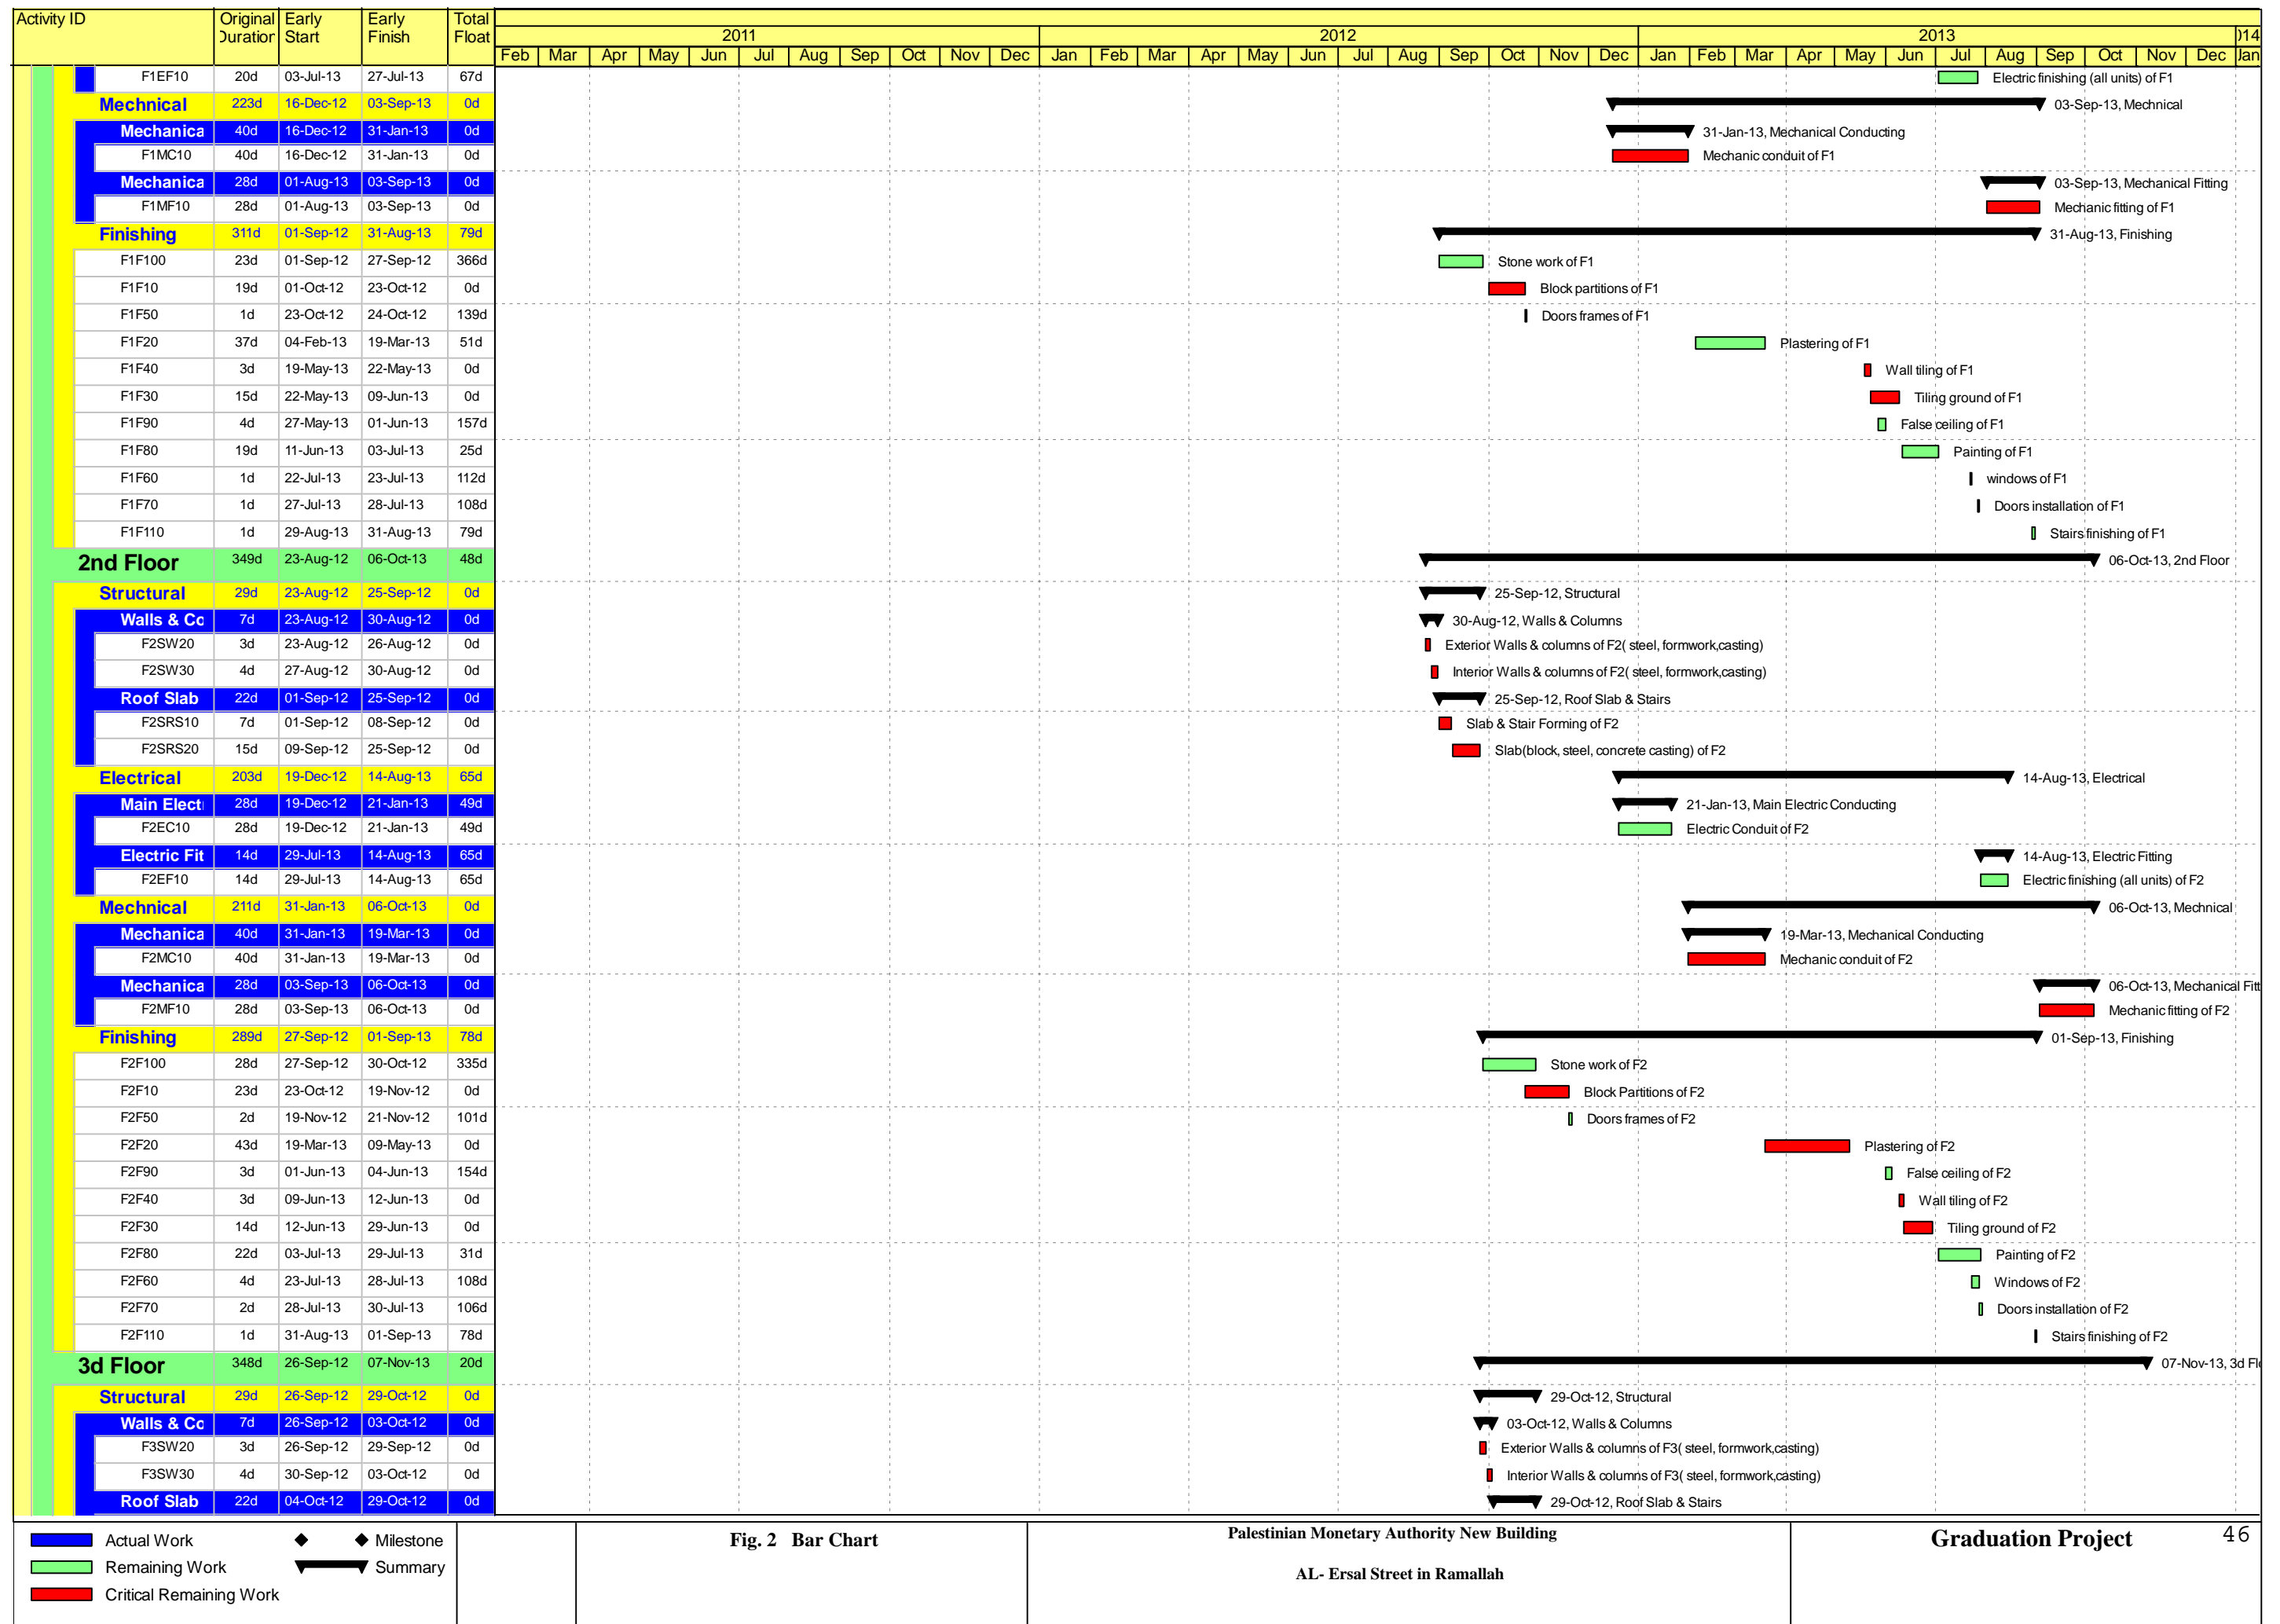 Activity ID Original Early Early Total
Duration Start Finish Float
2011 2012 2013 )14
Feb Mar Apr May Jun Jul Aug Sep Oct Nov Dec Jan Feb Mar Apr May Jun Jul Aug Sep Oct Nov Dec Jan Feb Mar Apr May Jun Jul Aug Sep Oct Nov Dec Jan
F1EF10 20d 03-Jul-13 27-Jul-13 67d Electric finishing (all units) of F1
Mechnical 223d 16-Dec-12 03-Sep-13 0d 03-Sep-13, Mechnical
Mechanica 40d 16-Dec-12 31-Jan-13 0d 31-Jan-13, Mechanical Conducting
F1MC10 40d 16-Dec-12 31-Jan-13 0d Mechanic conduit of F1
Mechanica 28d 01-Aug-13 03-Sep-13 0d 03-Sep-13, Mechanical Fitting
F1MF10 28d 01-Aug-13 03-Sep-13 0d Mechanic fitting of F1
Finishing 311d 01-Sep-12 31-Aug-13 79d 31-Aug-13, Finishing
F1F100 23d 01-Sep-12 27-Sep-12 366d Stone work of F1
F1F10 19d 01-Oct-12 23-Oct-12 0d Block partitions of F1
F1F50 1d 23-Oct-12 24-Oct-12 139d Doors frames of F1
F1F20 37d 04-Feb-13 19-Mar-13 51d Plastering of F1
F1F40 3d 19-May-13 22-May-13 0d Wall tiling of F1
F1F30 15d 22-May-13 09-Jun-13 0d Tiling ground of F1
F1F90 4d 27-May-13 01-Jun-13 157d False ceiling of F1
F1F80 19d 11-Jun-13 03-Jul-13 25d Painting of F1
F1F60 1d 22-Jul-13 23-Jul-13 112d windows of F1
F1F70 1d 27-Jul-13 28-Jul-13 108d Doors installation of F1
F1F110 1d 29-Aug-13 31-Aug-13 79d Stairs finishing of F1
2nd Floor 349d 23-Aug-12 06-Oct-13 48d 06-Oct-13, 2nd Floor
Structural 29d 23-Aug-12 25-Sep-12 0d 25-Sep-12, Structural
Walls & Co 7d 23-Aug-12 30-Aug-12 0d 30-Aug-12, Walls & Columns
F2SW20 3d 23-Aug-12 26-Aug-12 0d Exterior Walls & columns of F2( steel, formwork,casting)
F2SW30 4d 27-Aug-12 30-Aug-12 0d Interior Walls & columns of F2( steel, formwork,casting)
Roof Slab 22d 01-Sep-12 25-Sep-12 0d 25-Sep-12, Roof Slab & Stairs
F2SRS10 7d 01-Sep-12 08-Sep-12 0d Slab & Stair Forming of F2
F2SRS20 15d 09-Sep-12 25-Sep-12 0d Slab(block, steel, concrete casting) of F2
Electrical 203d 19-Dec-12 14-Aug-13 65d 14-Aug-13, Electrical
Main Elect 28d 19-Dec-12 21-Jan-13 49d 21-Jan-13, Main Electric Conducting
F2EC10 28d 19-Dec-12 21-Jan-13 49d Electric Conduit of F2
Electric Fit 14d 29-Jul-13 14-Aug-13 65d 14-Aug-13, Electric Fitting
F2EF10 14d 29-Jul-13 14-Aug-13 65d Electric finishing (all units) of F2
Mechnical 211d 31-Jan-13 06-Oct-13 0d 06-Oct-13, Mechnical
Mechanica 40d 31-Jan-13 19-Mar-13 0d 19-Mar-13, Mechanical Conducting
F2MC10 40d 31-Jan-13 19-Mar-13 0d Mechanic conduit of F2
Mechanica 28d 03-Sep-13 06-Oct-13 0d 06-Oct-13, Mechanical Fitt
F2MF10 28d 03-Sep-13 06-Oct-13 0d Mechanic fitting of F2
Finishing 289d 27-Sep-12 01-Sep-13 78d 01-Sep-13, Finishing
F2F100 28d 27-Sep-12 30-Oct-12 335d Stone work of F2
F2F10 23d 23-Oct-12 19-Nov-12 0d Block Partitions of F2
F2F50 2d 19-Nov-12 21-Nov-12 101d Doors frames of F2
F2F20 43d 19-Mar-13 09-May-13 0d Plastering of F2
F2F90 3d 01-Jun-13 04-Jun-13 154d False ceiling of F2
F2F40 3d 09-Jun-13 12-Jun-13 0d Wall tiling of F2
F2F30 14d 12-Jun-13 29-Jun-13 0d Tiling ground of F2
F2F80 22d 03-Jul-13 29-Jul-13 31d Painting of F2
F2F60 4d 23-Jul-13 28-Jul-13 108d Windows of F2
F2F70 2d 28-Jul-13 30-Jul-13 106d Doors installation of F2
F2F110 1d 31-Aug-13 01-Sep-13 78d Stairs finishing of F2
3d Floor 348d 26-Sep-12 07-Nov-13 20d 07-Nov-13, 3d Flo
Structural 29d 26-Sep-12 29-Oct-12 0d 29-Oct-12, Structural
Walls & Co 7d 26-Sep-12 03-Oct-12 0d 03-Oct-12, Walls & Columns
F3SW20 3d 26-Sep-12 29-Sep-12 0d Exterior Walls & columns of F3( steel, formwork,casting)
F3SW30 4d 30-Sep-12 03-Oct-12 0d Interior Walls & columns of F3( steel, formwork,casting)
Roof Slab 22d 04-Oct-12 29-Oct-12 0d 29-Oct-12, Roof Slab & Stairs
Actual Work Milestone
Remaining Work Summary
Critical Remaining Work
Fig. 2 Bar Chart
Palestinian Monetary Authority New Building
AL- Ersal Street in Ramallah
Graduation Project 46